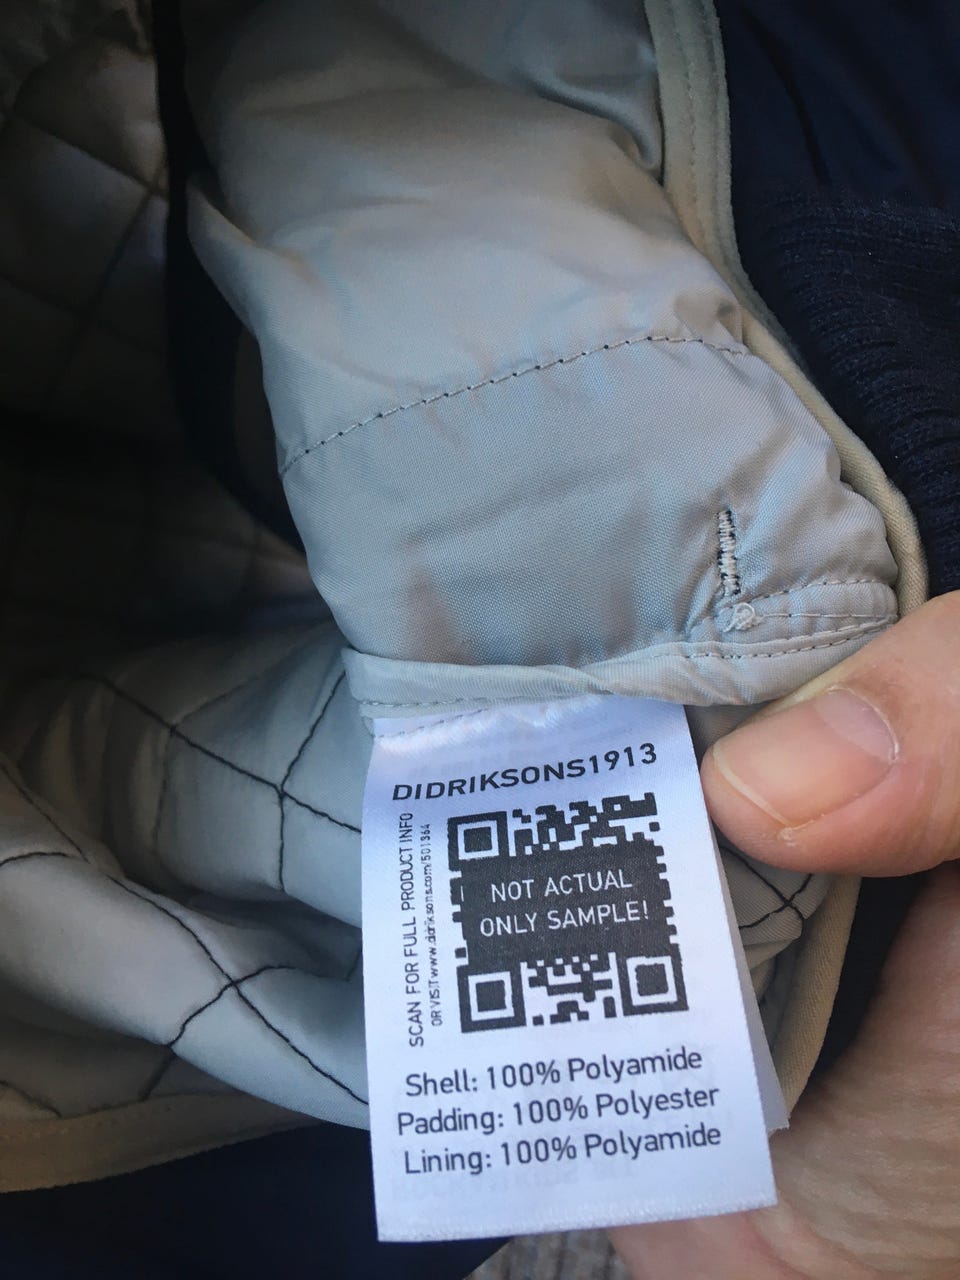 DIDRIKSONS1913
SCAN FOR FULL PRODUCT INFO
OR VISIT www.didriksons.com/501364
NOT ACTUAL
ONLY SAMPLE!
Shell: 100% Polyamide
Padding: 100% Polyester
Lining: 100% Polyamide